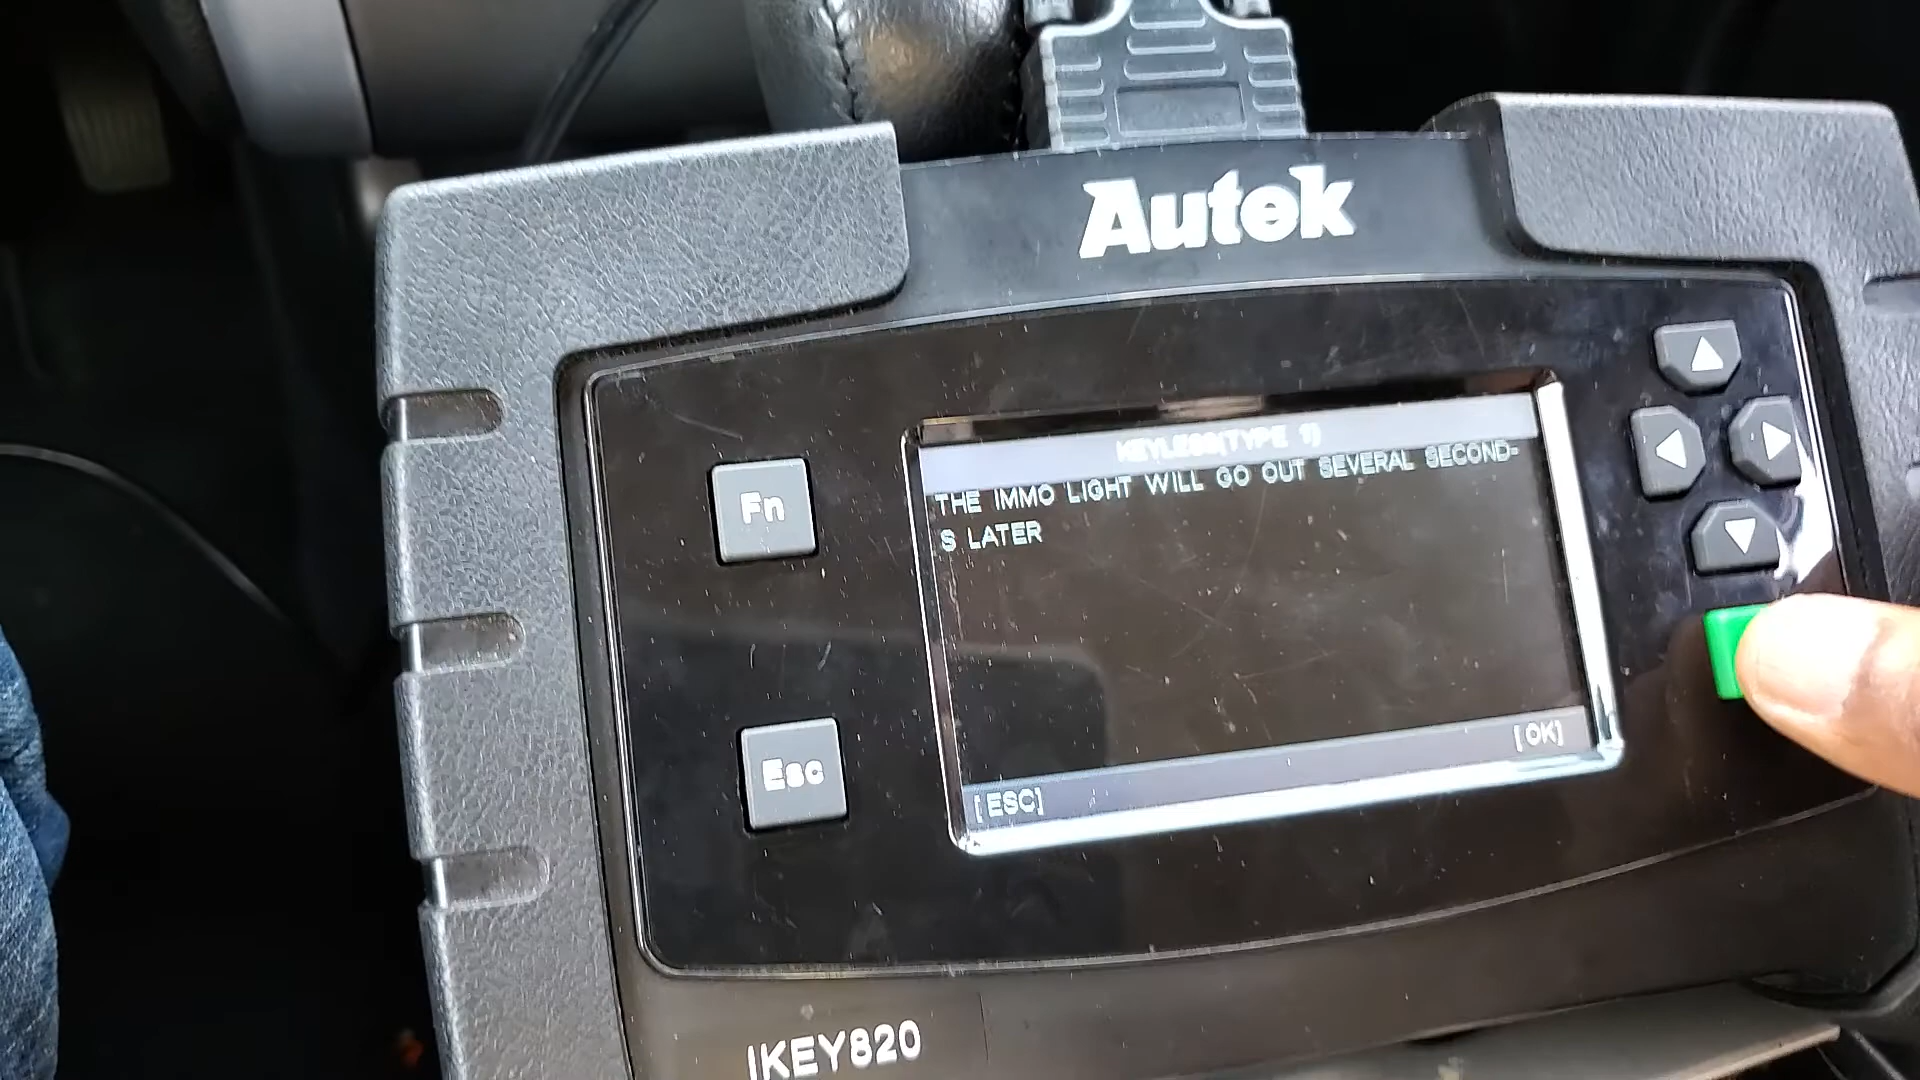 Autek
KEYLESS(TYPE 1)
THE IMMO LIGHT WILL GO OUT SEVERAL SECOND-
S LATER
[ESC]
[OK]
Fn
Esc
IKEY820